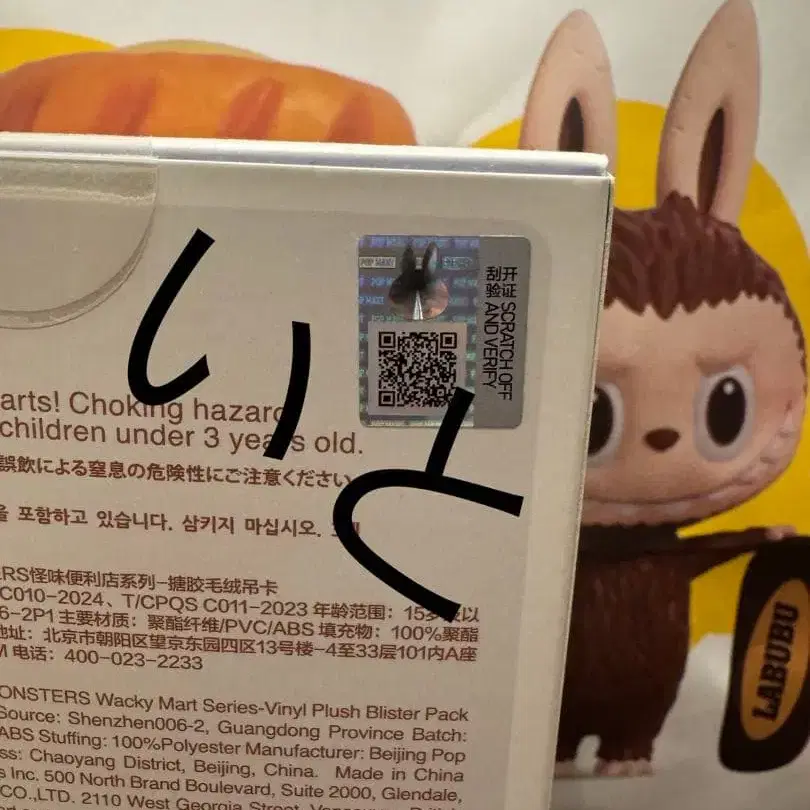 いと
POP MART
开 SCRATCH OFF
刮验证 AND VERIFY
arts! Choking hazard
children under 3 years old.
誤飲による窒息の危険性にご注意ください
을 포함하고 있습니다. 삼키지 마십시오.
ERS怪味便利店系列-搪胶毛绒吊卡
C010-2024、T/CPQS C011-2023 年龄范围：15岁 以
6-2P1 主要材质：聚酯纤维/PVC/ABS 填充物：100%聚酯
地址：北京市朝阳区望京东园四区13号楼-4至33层101内A座
M 电话：400-023-2233
ONSTERS Wacky Mart Series-Vinyl Plush Blister Pack
Source: Shenzhen006-2, Guangdong Province Batch:
ABS Stuffing: 100%Polyester Manufacturer: Beijing Pop
ss: Chaoyang District, Beijing, China. Made in China
s Inc. 500 North Brand Boulevard, Suite 2000, Glendale,
CO.,LTD. 2110 West Georgia Street, Vancouver,
LABUBU